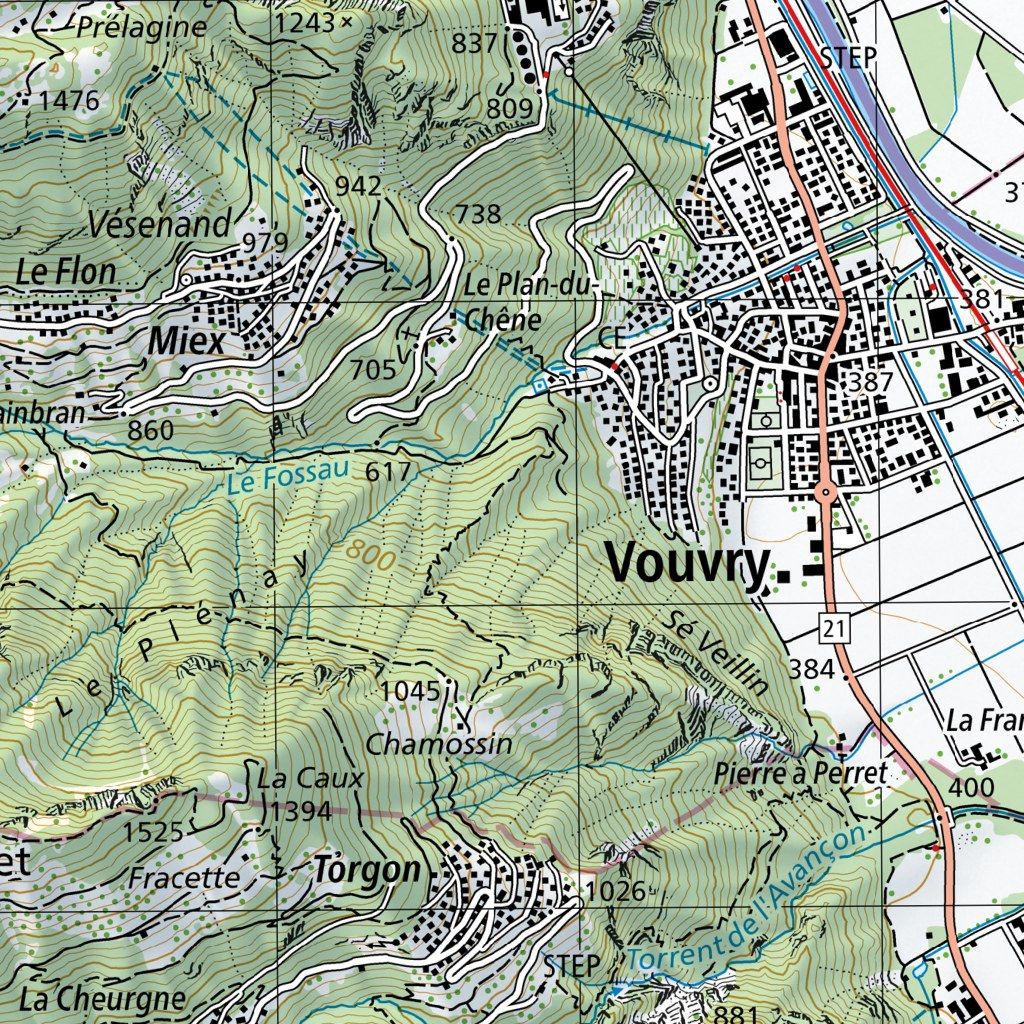 Prélagine
1243
837
STEP
1476
809
942
738
Vésenand
979
Le Flon
Le Plan-du-
Chêne
381
Miex
CE
705
387
860
Le Fossau
617
800
Vouvry
Le Plénay
21
Sé Veillin
384
1045
Chamossin
La Caux
1394
Pierre à Perret
400
1525
Torgon
Fracette
1026
Torrent de l'Avançon
STEP
La Cheurgne
881